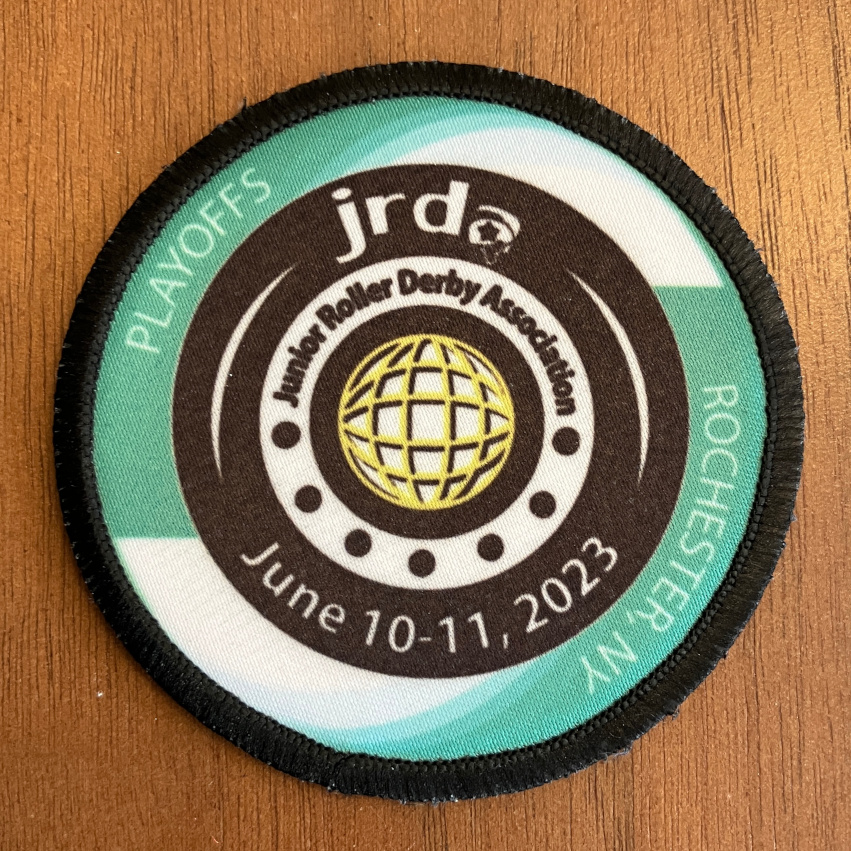 PLAYOFFS
jrda
Junior Roller Derby Association
June 10-11, 2023
ROCHESTER, NY